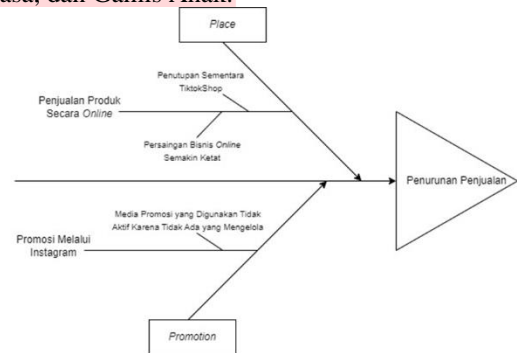 asa, dan Gamis Anak.
Place
Penutupan Sementara
TiktokShop
Penjualan Produk
Secara Online
Persaingan Bisnis Online
Semakin Ketat
Penurunan Penjualan
Media Promosi yang Digunakan Tidak
Aktif Karena Tidak Ada yang Mengelola
Promosi Melalui
Instagram
Promotion